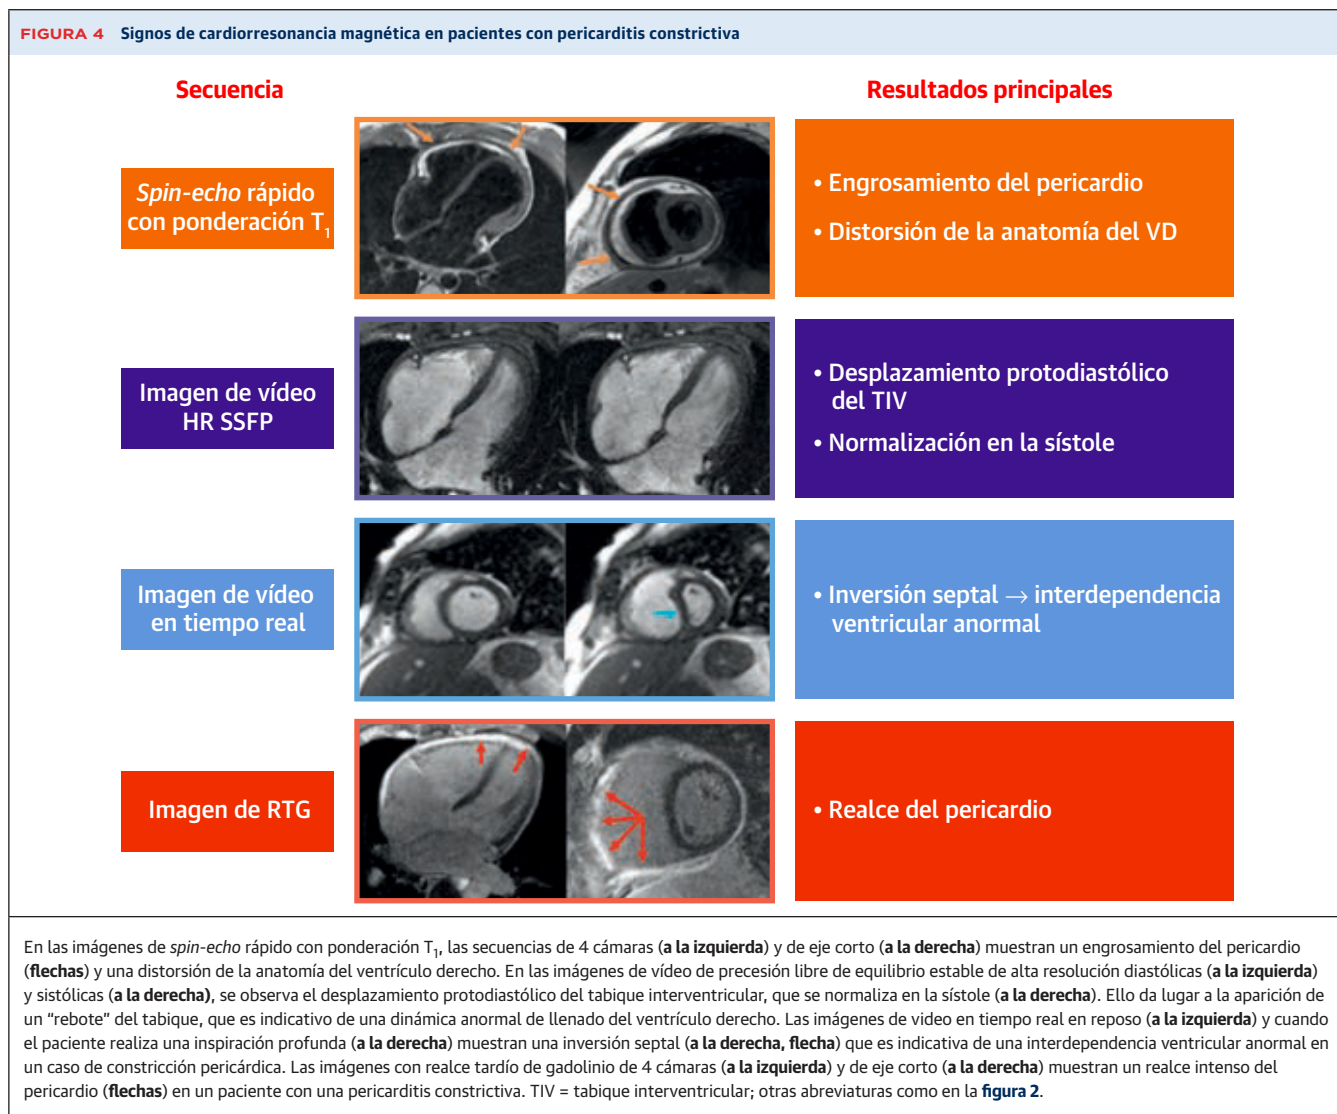 FIGURA 4 Signos de cardiorresonancia magnética en pacientes con pericarditis constrictiva
Secuencia
Resultados principales
Spin-echo rápido
con ponderación T₁
• Engrosamiento del pericardio
• Distorsión de la anatomía del VD
Imagen de vídeo
HR SSFP
• Desplazamiento protodiastólico
del TIV
• Normalización en la sístole
Imagen de vídeo
en tiempo real
• Inversión septal → interdependencia
ventricular anormal
Imagen de RTG
• Realce del pericardio
En las imágenes de spin-echo rápido con ponderación T₁, las secuencias de 4 cámaras (a la izquierda) y de eje corto (a la derecha) muestran un engrosamiento del pericardio
(flechas) y una distorsión de la anatomía del ventrículo derecho. En las imágenes de vídeo de precesión libre de equilibrio estable de alta resolución diastólicas (a la izquierda)
y sistólicas (a la derecha), se observa el desplazamiento protodiastólico del tabique interventricular, que se normaliza en la sístole (a la derecha). Ello da lugar a la aparición de
un “rebote” del tabique, que es indicativo de una dinámica anormal de llenado del ventrículo derecho. Las imágenes de video en tiempo real en reposo (a la izquierda) y cuando
el paciente realiza una inspiración profunda (a la derecha) muestran una inversión septal (a la derecha, flecha) que es indicativa de una interdependencia ventricular anormal en
un caso de constricción pericárdica. Las imágenes con realce tardío de gadolinio de 4 cámaras (a la izquierda) y de eje corto (a la derecha) muestran un realce intenso del
pericardio (flechas) en un paciente con una pericarditis constrictiva. TIV = tabique interventricular; otras abreviaturas como en la figura 2.